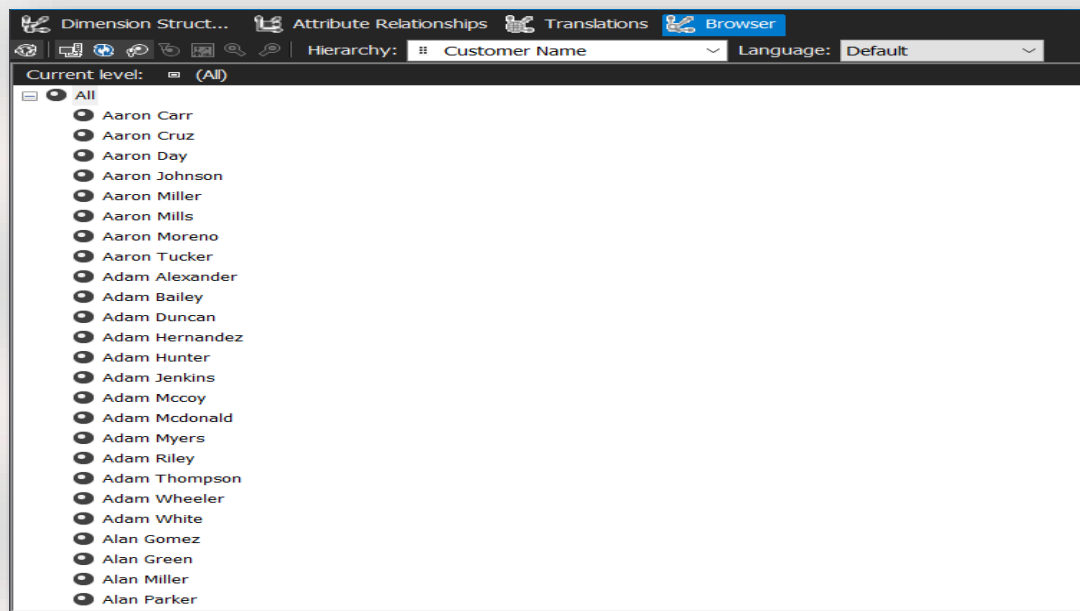 Dimension Struct... Attribute Relationships Translations Browser
Hierarchy: Customer Name Language: Default
Current level: (All)
All
Aaron Carr
Aaron Cruz
Aaron Day
Aaron Johnson
Aaron Miller
Aaron Mills
Aaron Moreno
Aaron Tucker
Adam Alexander
Adam Bailey
Adam Duncan
Adam Hernandez
Adam Hunter
Adam Jenkins
Adam Mccoy
Adam Mcdonald
Adam Myers
Adam Riley
Adam Thompson
Adam Wheeler
Adam White
Alan Gomez
Alan Green
Alan Miller
Alan Parker